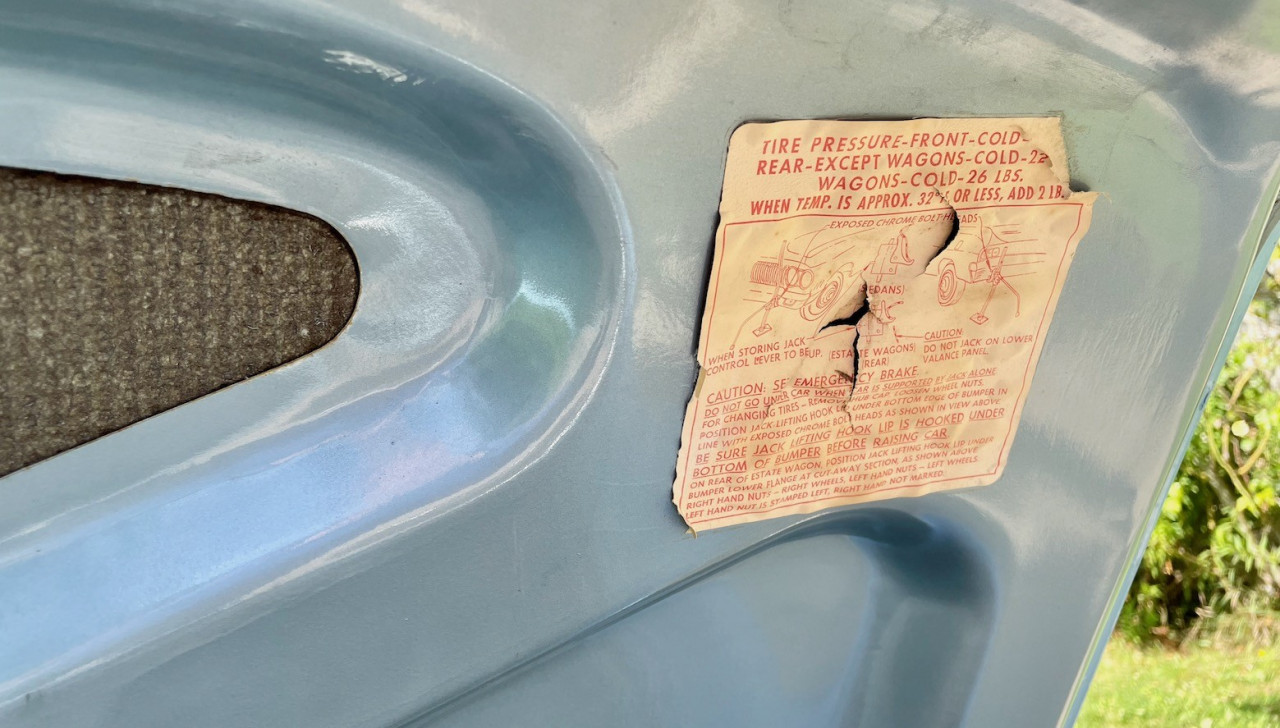 TIRE PRESSURE-FRONT-COLD-
REAR-EXCEPT WAGONS-COLD-22
WAGONS-COLD-26 LBS.
WHEN TEMP. IS APPROX. 32° OR LESS, ADD 2 LB.
EXPOSED CHROME BOLT HEADS
EDANS)
WHEN STORING JACK
CONTROL LEVER TO BE UP.
(ESTATE WAGONS)
(REAR)
CAUTION:
DO NOT JACK ON LOWER
VALANCE PANEL.
CAUTION: SE EMERGENCY BRAKE
DO NOT GO UN AR CAR WHEN CAR IS SUPPORTED BY JACK ALONE
FOR CHANGING TIRES - REMOVE HUB CAP, LOOSEN WHEEL NUTS.
POSITION JACK LIFTING HOOK UNDER BOTTOM EDGE OF BUMPER IN
LINE WITH EXPOSED CHROME BOLT HEADS AS SHOWN IN VIEW ABOVE
BE SURE JACK LIFTING HOOK LIP IS HOOKED UNDER
BOTTOM OF BUMPER BEFORE RAISING CAR.
ON REAR OF ESTATE WAGON, POSITION JACK LIFTING HOOK LIP UNDER
BUMPER LOWER FLANGE AT CUT-AWAY SECTION, AS SHOWN ABOVE
RIGHT HAND NUTS - RIGHT WHEELS, LEFT HAND NUTS - LEFT WHEELS
LEFT HAND NUT IS STAMPED LEFT, RIGHT HAND NOT MARKED.